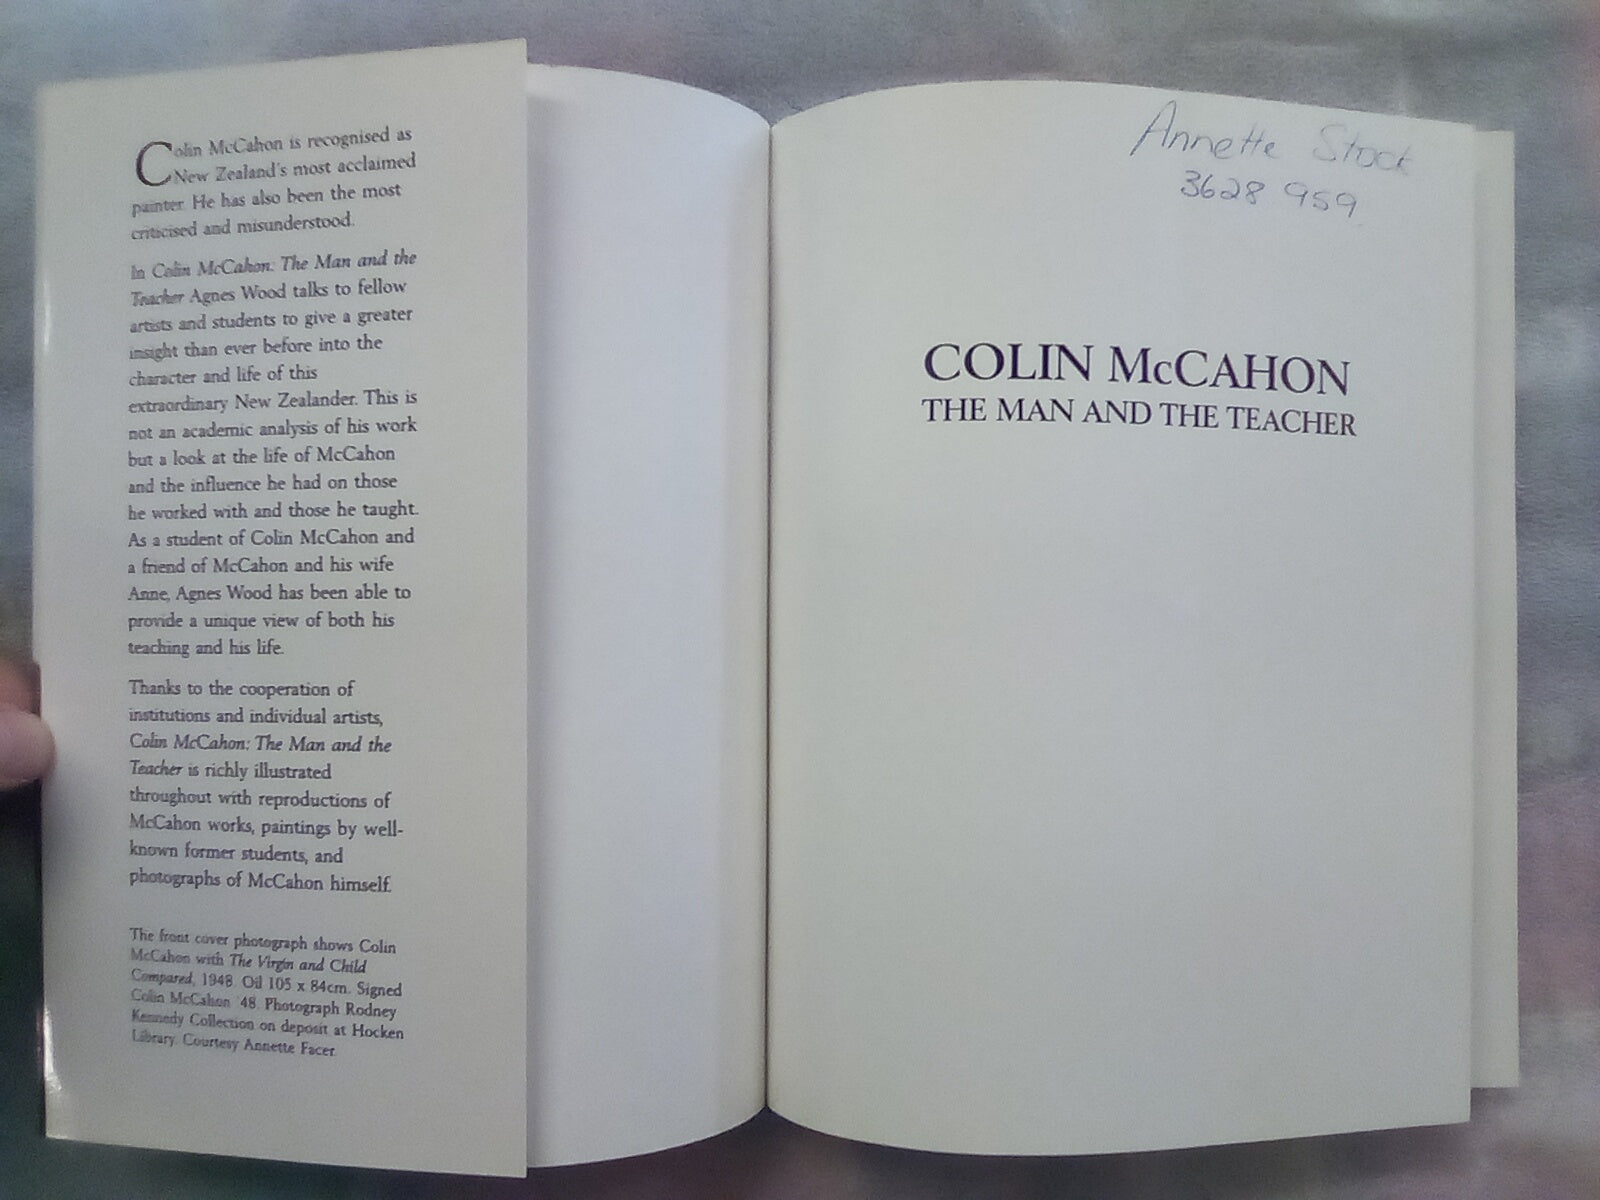 Colin McCahon is recognised as
New Zealand's most acclaimed
painter. He has also been the most
criticised and misunderstood.
In Colin McCahon: The Man and the
Teacher Agnes Wood talks to fellow
artists and students to give a greater
insight than ever before into the
character and life of this
extraordinary New Zealander. This is
not an academic analysis of his work
but a look at the life of McCahon
and the influence he had on those
he worked with and those he taught.
As a student of Colin McCahon and
a friend of McCahon and his wife
Anne, Agnes Wood has been able to
provide a unique view of both his
teaching and his life.
Thanks to the cooperation of
institutions and individual artists,
Colin McCahon: The Man and the
Teacher is richly illustrated
throughout with reproductions of
McCahon works, paintings by well-
known former students, and
photographs of McCahon himself.
The front cover photograph shows Colin
McCahon with The Virgin and Child
Compared, 1948. Oil 105 x 84cm. Signed
Colin McCahon '48. Photograph Rodney
Kennedy Collection on deposit at Hocken
Library. Courtesy Annette Facer.
Annette Stock
3628 959
COLIN McCAHON
THE MAN AND THE TEACHER